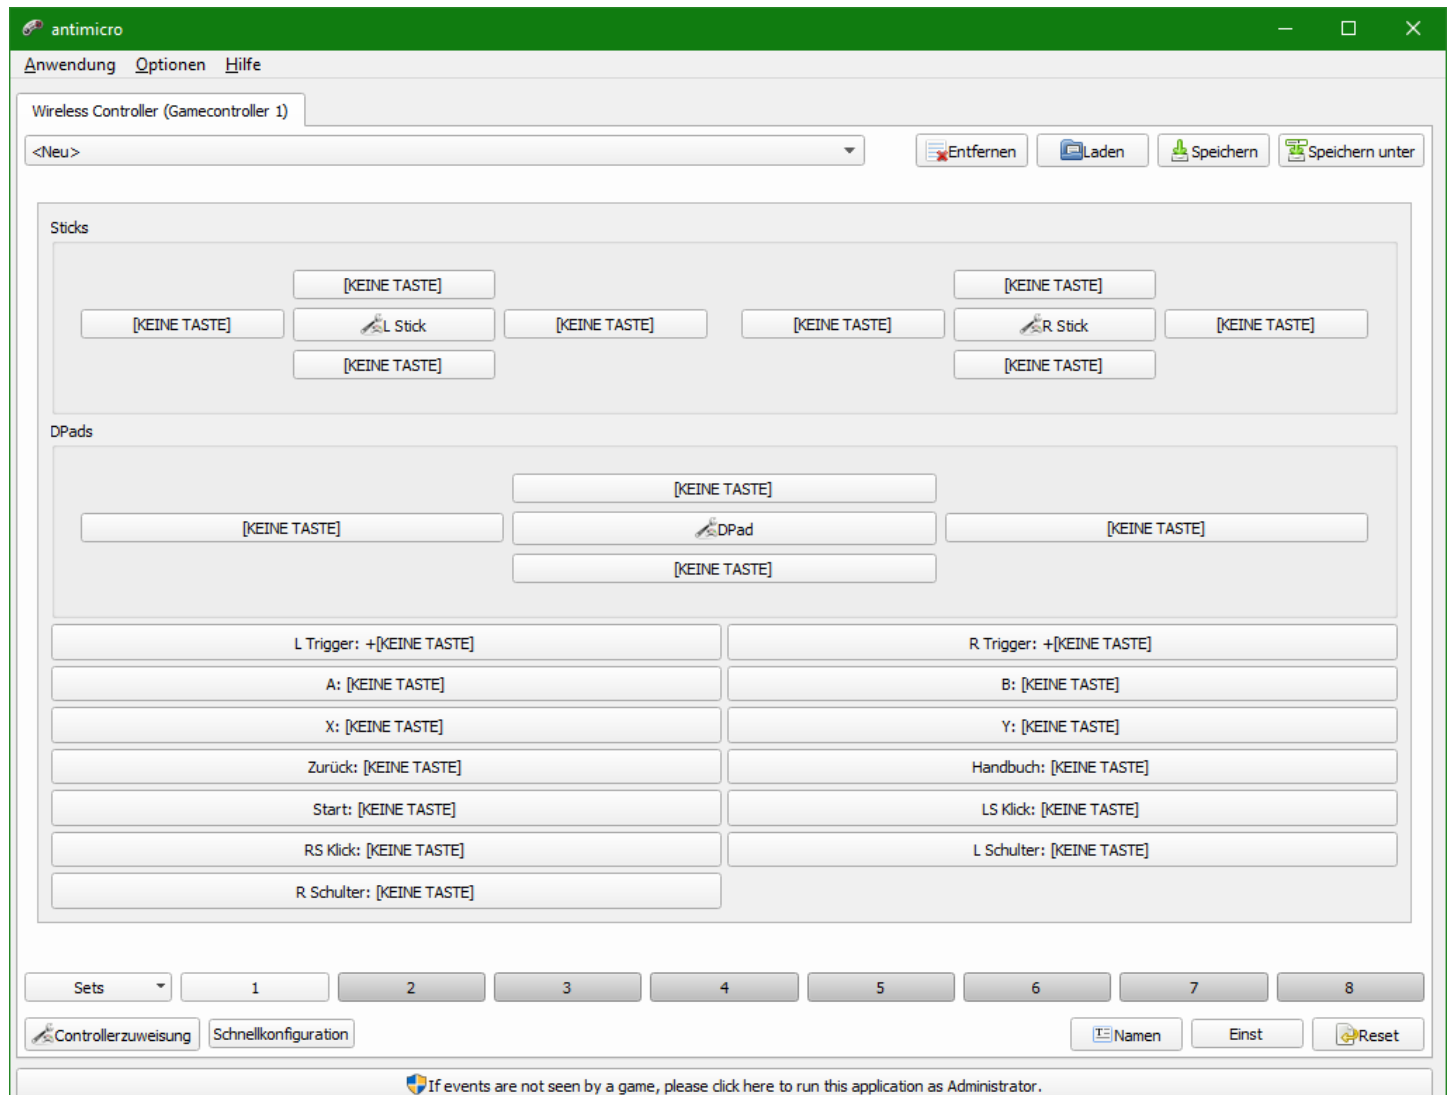 antimicro
Anwendung Optionen Hilfe
Wireless Controller (Gamecontroller 1)
<Neu> Entfernen Laden Speichern Speichern unter
Sticks
[KEINE TASTE] [KEINE TASTE]
[KEINE TASTE] L Stick [KEINE TASTE] [KEINE TASTE] R Stick [KEINE TASTE]
[KEINE TASTE] [KEINE TASTE]
DPads
[KEINE TASTE]
[KEINE TASTE] DPad [KEINE TASTE]
[KEINE TASTE]
L Trigger: +[KEINE TASTE] R Trigger: +[KEINE TASTE]
A: [KEINE TASTE] B: [KEINE TASTE]
X: [KEINE TASTE] Y: [KEINE TASTE]
Zurück: [KEINE TASTE] Handbuch: [KEINE TASTE]
Start: [KEINE TASTE] LS Klick: [KEINE TASTE]
RS Klick: [KEINE TASTE] L Schulter: [KEINE TASTE]
R Schulter: [KEINE TASTE]
Sets 1 2 3 4 5 6 7 8
Controllerzuweisung Schnellkonfiguration Namen Einst Reset
If events are not seen by a game, please click here to run this application as Administrator.